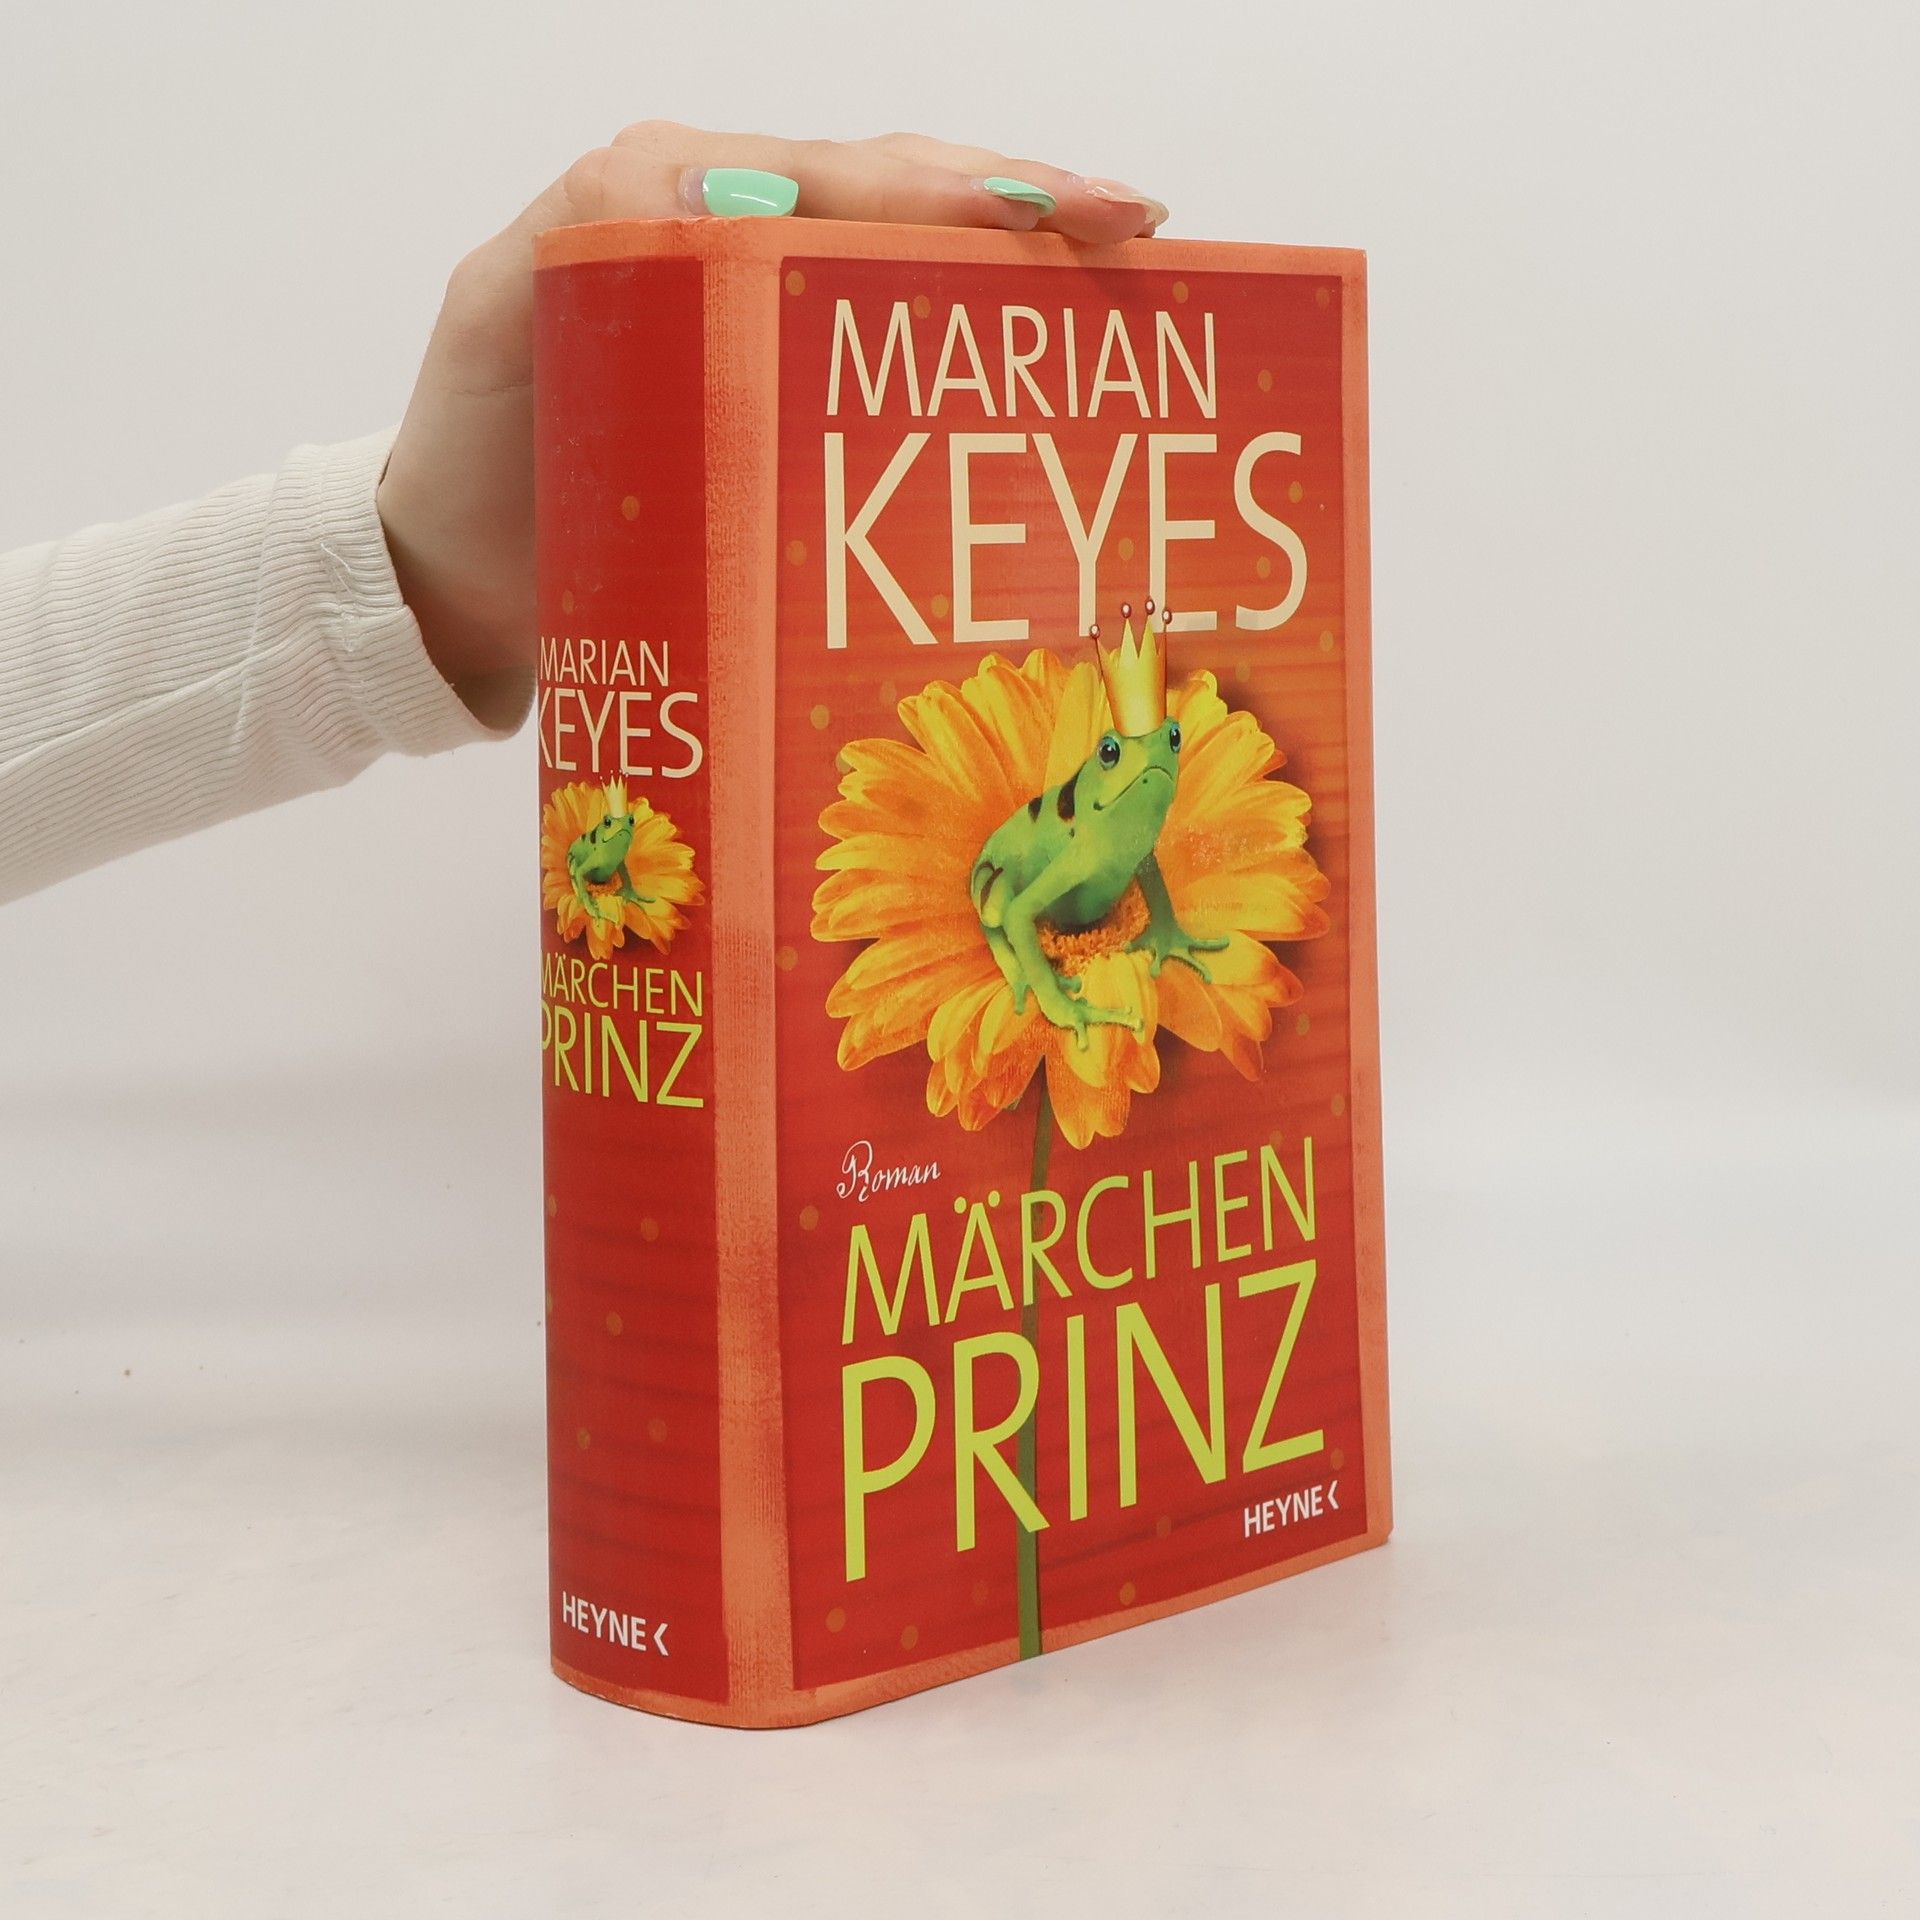 MARIAN
KEYES
MÄRCHEN
PRINZ
HEYNE
MARIAN
KEYES
Roman
MÄRCHEN
PRINZ
HEYNE